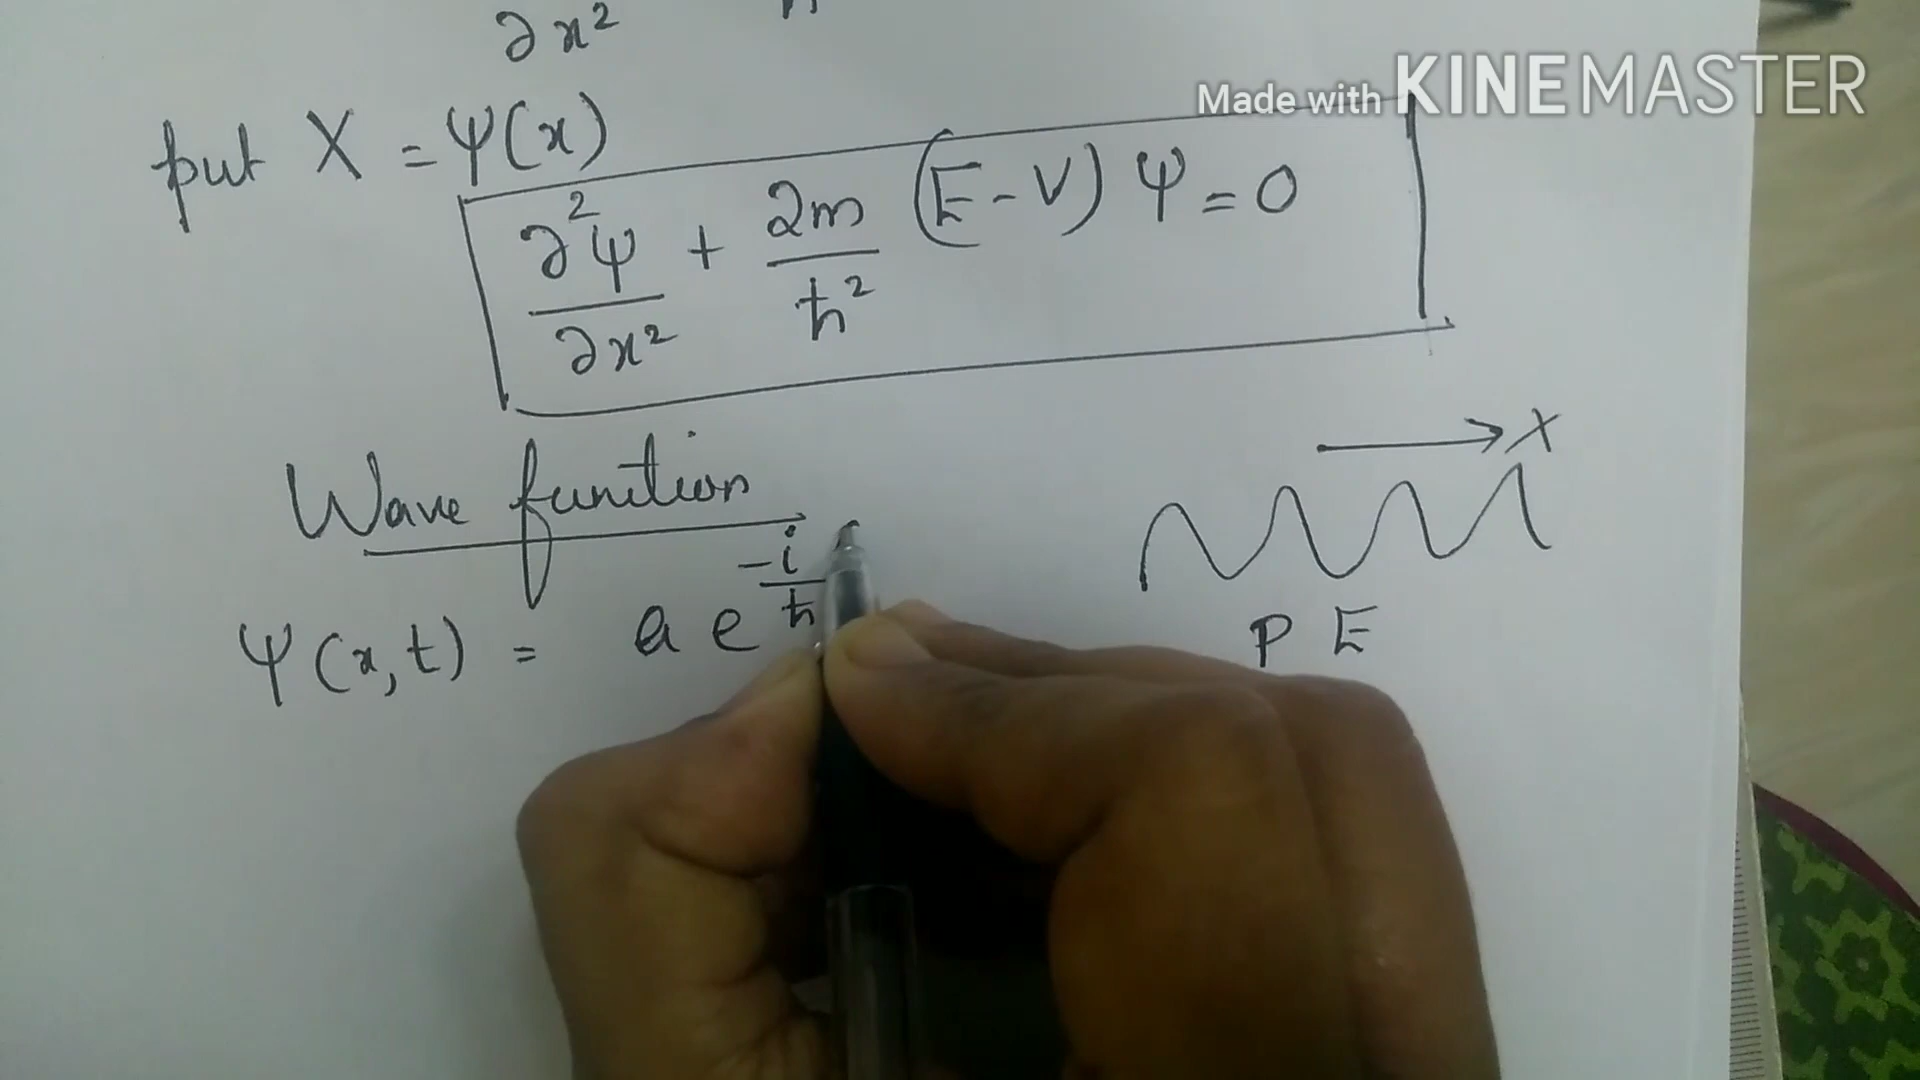 ∂x²
Made with KINEMASTER
put X = Ψ(x)
∂²Ψ/∂x² + 2m/ħ² (E-V) Ψ = 0
Wave function
X
Ψ(x,t) = a e^(-i/ħ
P E